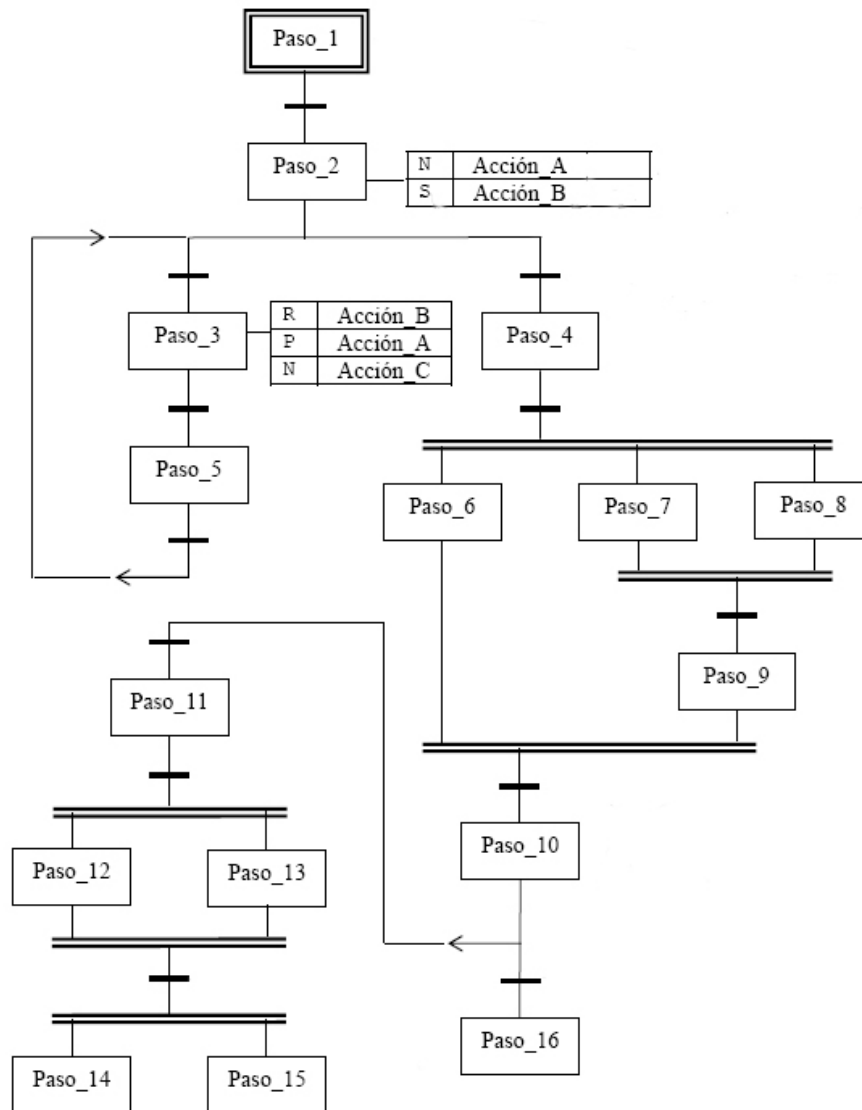 Paso_1
Paso_2
N Acción_A
S Acción_B
Paso_3
R Acción_B
P Acción_A
N Acción_C
Paso_4
Paso_5
Paso_6
Paso_7
Paso_8
Paso_9
Paso_11
Paso_10
Paso_12
Paso_13
Paso_16
Paso_14
Paso_15